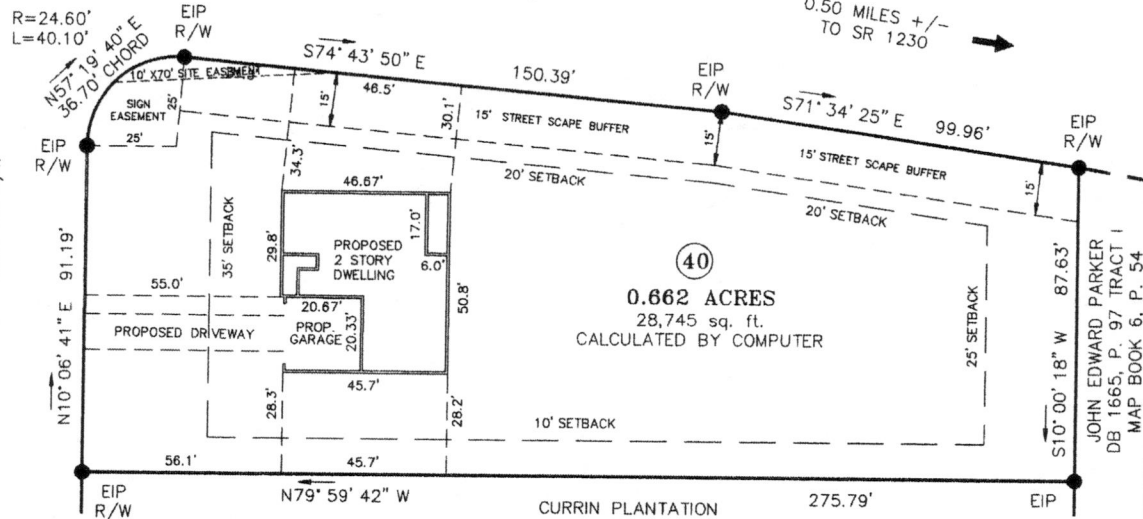 R=24.60'
L=40.10'
EIP
R/W
0.50 MILES +/-
TO SR 1230
N57° 19' 40" E
36.70' CHORD
S74° 43' 50" E
150.39'
EIP
R/W
S71° 34' 25" E
99.96'
EIP
R/W
10' X70' SITE EASEMENT
46.5'
SIGN
EASEMENT
25'
25'
15'
30.1'
15' STREET SCAPE BUFFER
15'
15' STREET SCAPE BUFFER
15'
EIP
R/W
34.3'
20' SETBACK
20' SETBACK
46.67'
35' SETBACK
29.8'
17.0'
PROPOSED
2 STORY
DWELLING
6.0'
50.8'
40
0.662 ACRES
28,745 sq. ft.
CALCULATED BY COMPUTER
25' SETBACK
N10° 06' 41" E 91.19'
55.0'
PROPOSED DRIVEWAY
20.67'
PROP.
GARAGE
20.33'
45.7'
28.3'
28.2'
10' SETBACK
S10° 00' 18" W 87.63'
JOHN EDWARD PARKER
DB 1665, P. 97 TRACT I
MAP BOOK 6, P. 54
56.1'
45.7'
EIP
R/W
N79° 59' 42" W
CURRIN PLANTATION
275.79'
EIP